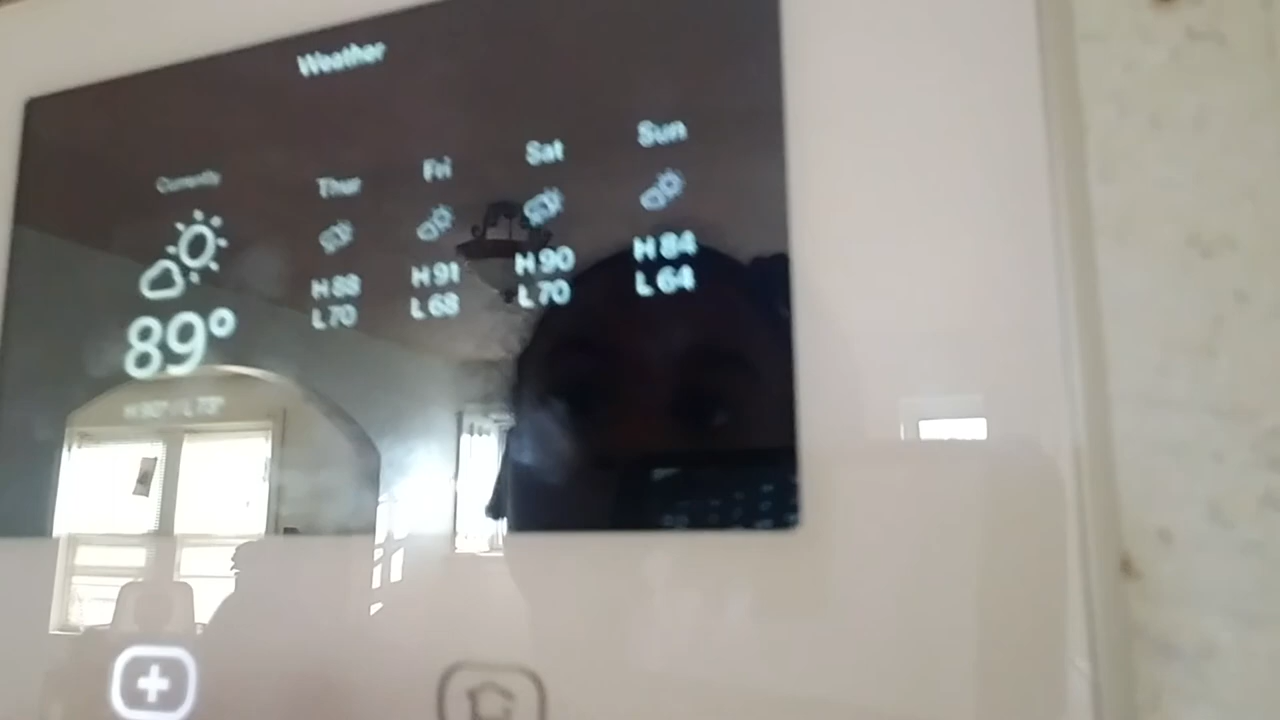 Weather
Currently
89°
Thur
H 88
L 70
Fri
H 91
L 68
Sat
H 90
L 70
Sun
H 84
L 64